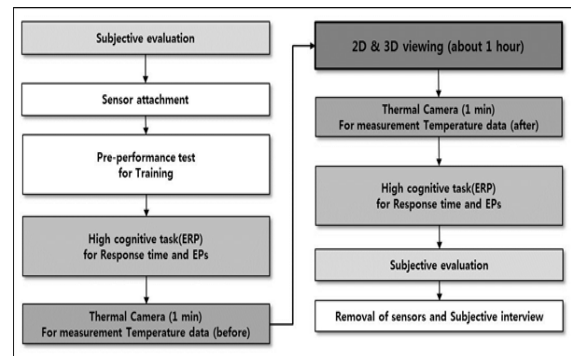 Subjective evaluation
Sensor attachment
Pre-performance test
for Training
High cognitive task(ERP)
for Response time and EPs
Thermal Camera (1 min)
For measurement Temperature data (before)
2D & 3D viewing (about 1 hour)
Thermal Camera (1 min)
For measurement Temperature data (after)
High cognitive task(ERP)
for Response time and EPs
Subjective evaluation
Removal of sensors and Subjective interview